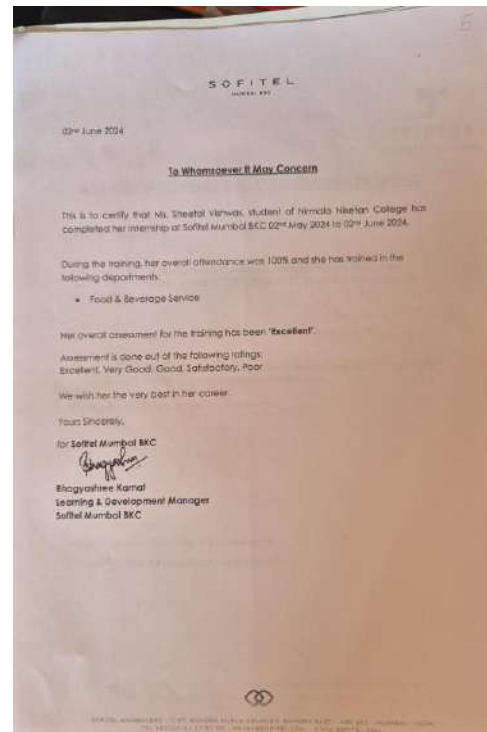 SOFITEL
MUMBAI BKC
02nd June 2024
To Whomsoever It May Concern
This is to certify that Ms. Sheetal Vishwas, student of Nirmala Niketan College has
completed her internship at Sofitel Mumbai BKC 02nd May 2024 to 02nd June 2024.
During the training, her overall attendance was 100% and she has trained in the
following departments:
• Food & Beverage Service
Her overall assessment for the training has been "Excellent".
Assessment is done out of the following ratings:
Excellent, Very Good, Good, Satisfactory, Poor
We wish her the very best in her career.
Yours Sincerely,
for Sofitel Mumbai BKC
Bhagyashree Kamat
Learning & Development Manager
Sofitel Mumbai BKC